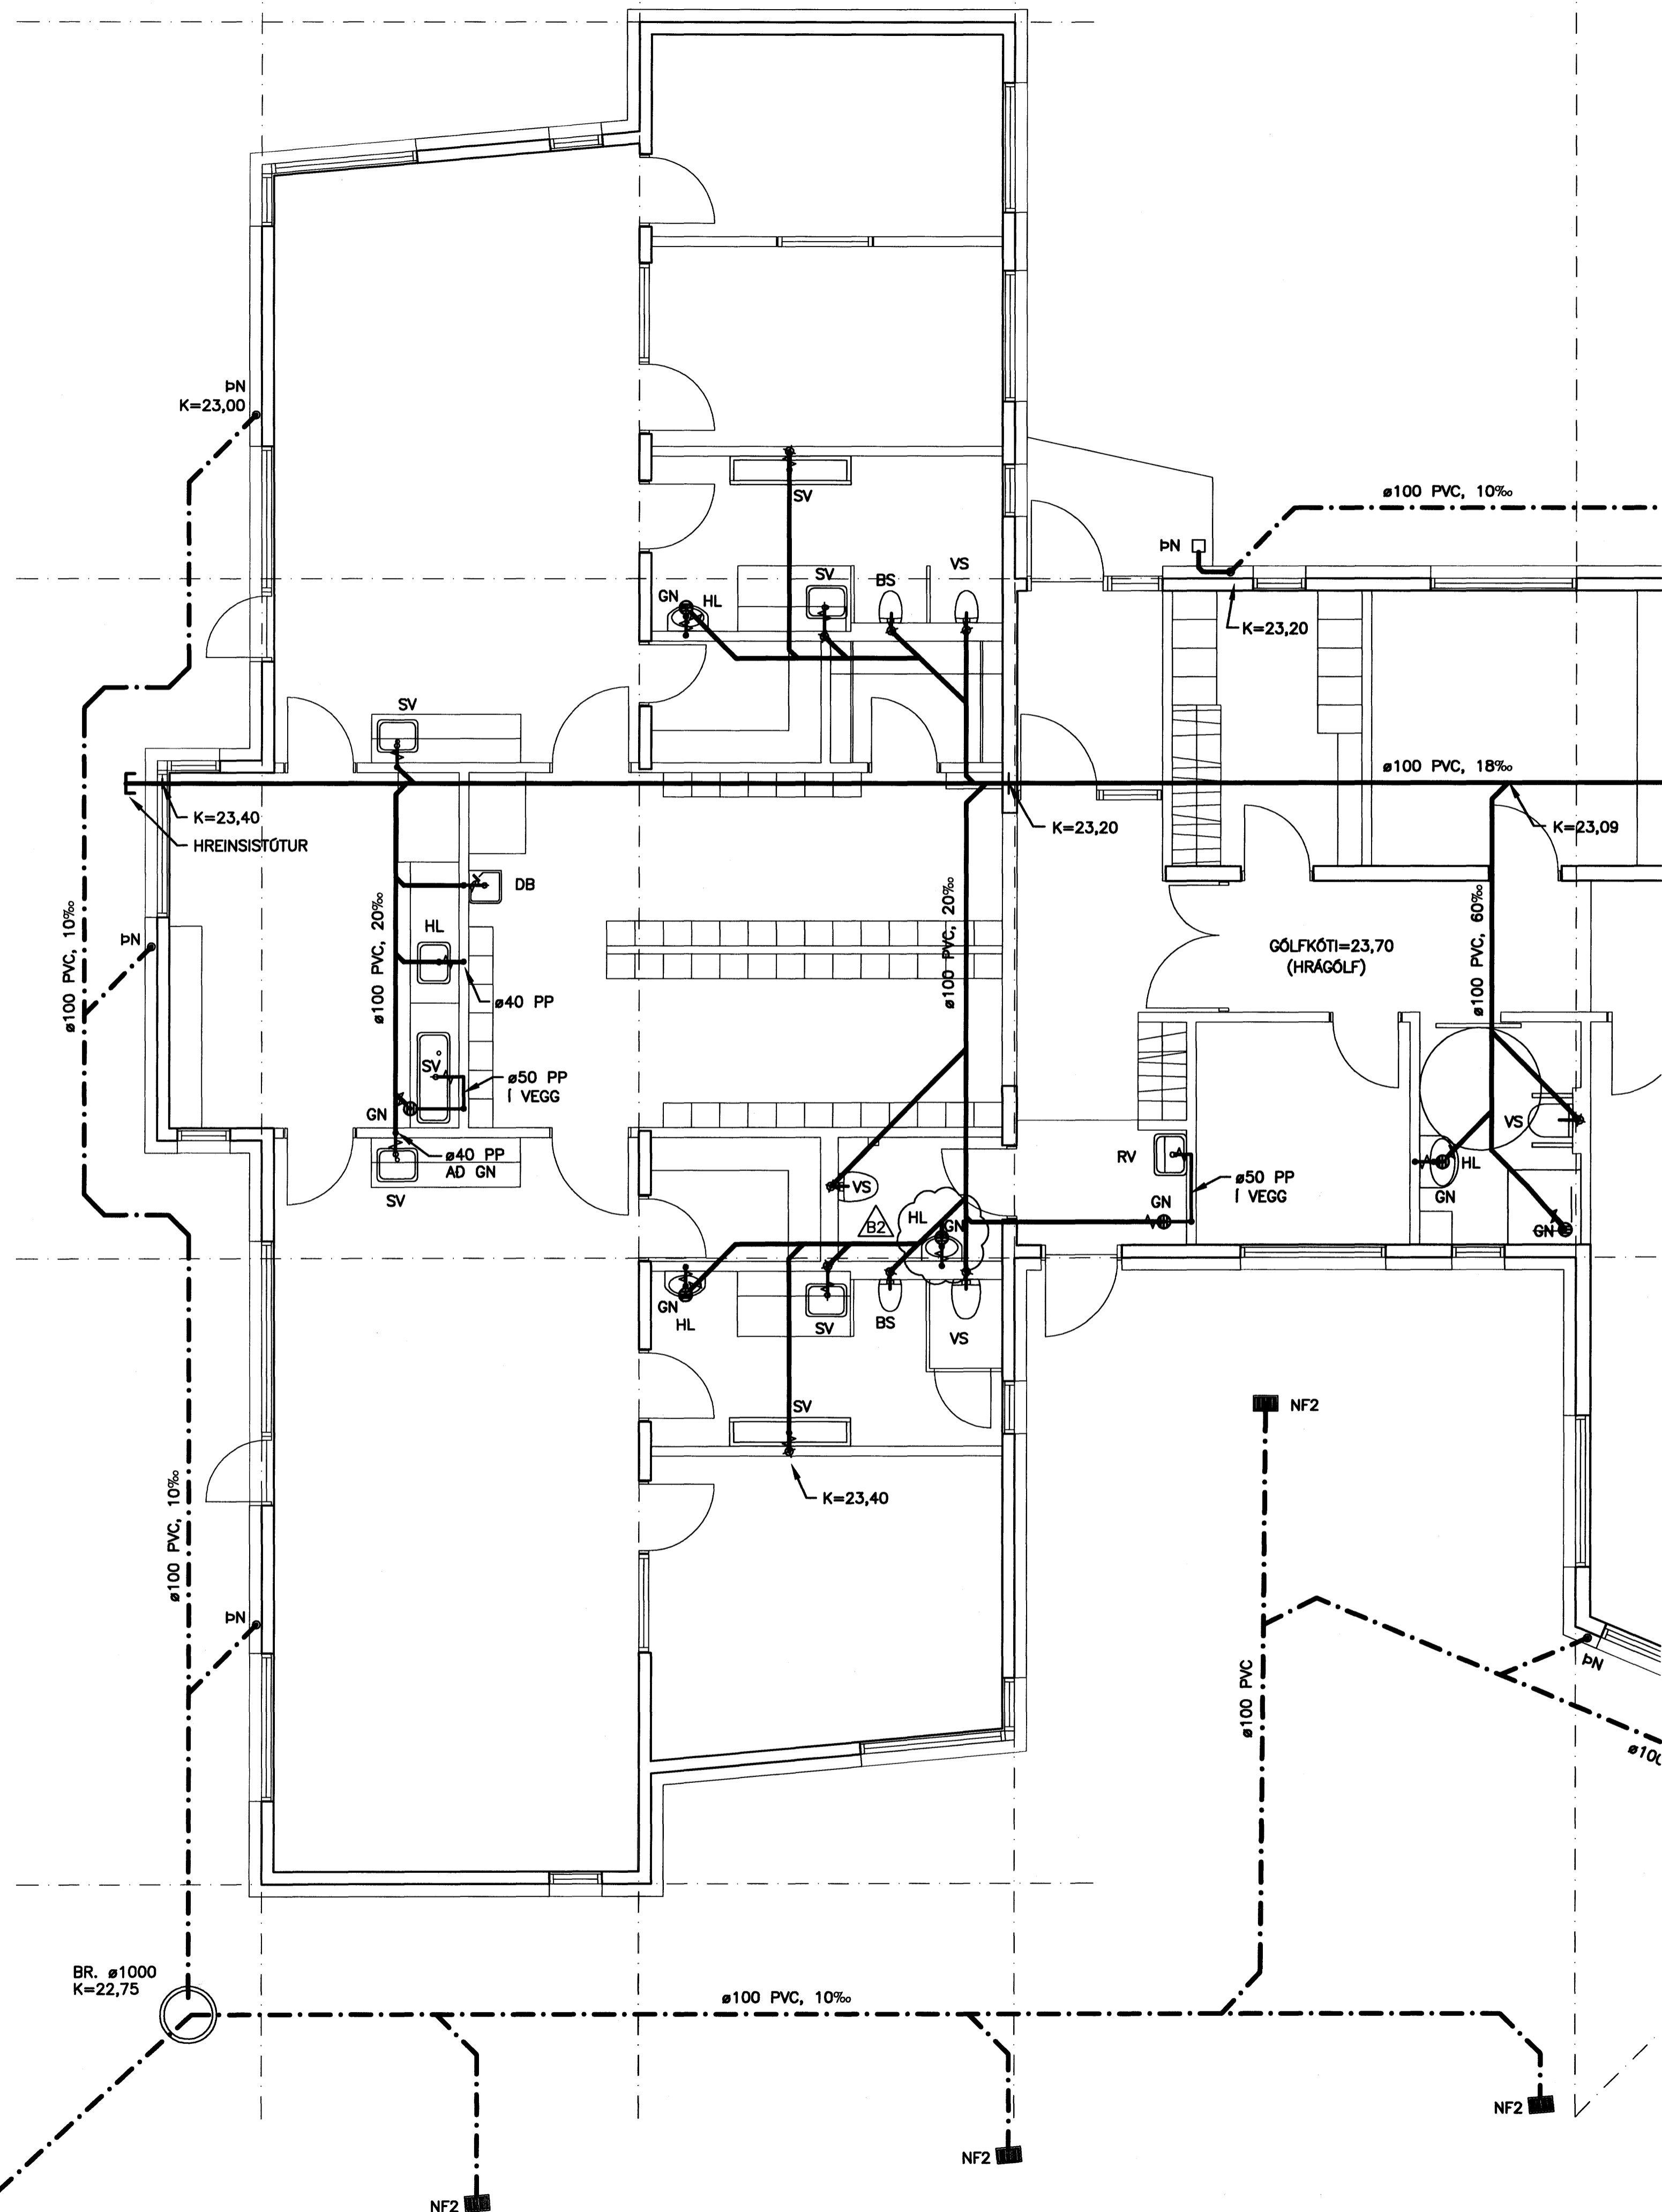 ÞN
K=23,00
SV
ø100 PVC, 10‰
ÞN
K=23,20
GN
HL
SV
BS
VS
SV
ø100 PVC, 18‰
K=23,40
HREINSISTÚTUR
K=23,20
K=23,09
ø100 PVC, 10‰
ÞN
ø100 PVC, 20‰
DB
HL
ø40 PP
SV
ø50 PP
Í VEGG
GN
ø40 PP
AÐ GN
SV
ø100 PVC, 20‰
GÓLFKÓTI=23,70
(HRÁGÓLF)
ø100 PVC, 60‰
VS
B2
HL
GN
RV
GN
ø50 PP
Í VEGG
VS
HL
GN
GN
GN
HL
SV
BS
VS
SV
K=23,40
NF2
ø100 PVC, 10‰
ÞN
ø100 PVC
ÞN
ø100
BR. ø1000
K=22,75
ø100 PVC, 10‰
NF2
NF2
NF2